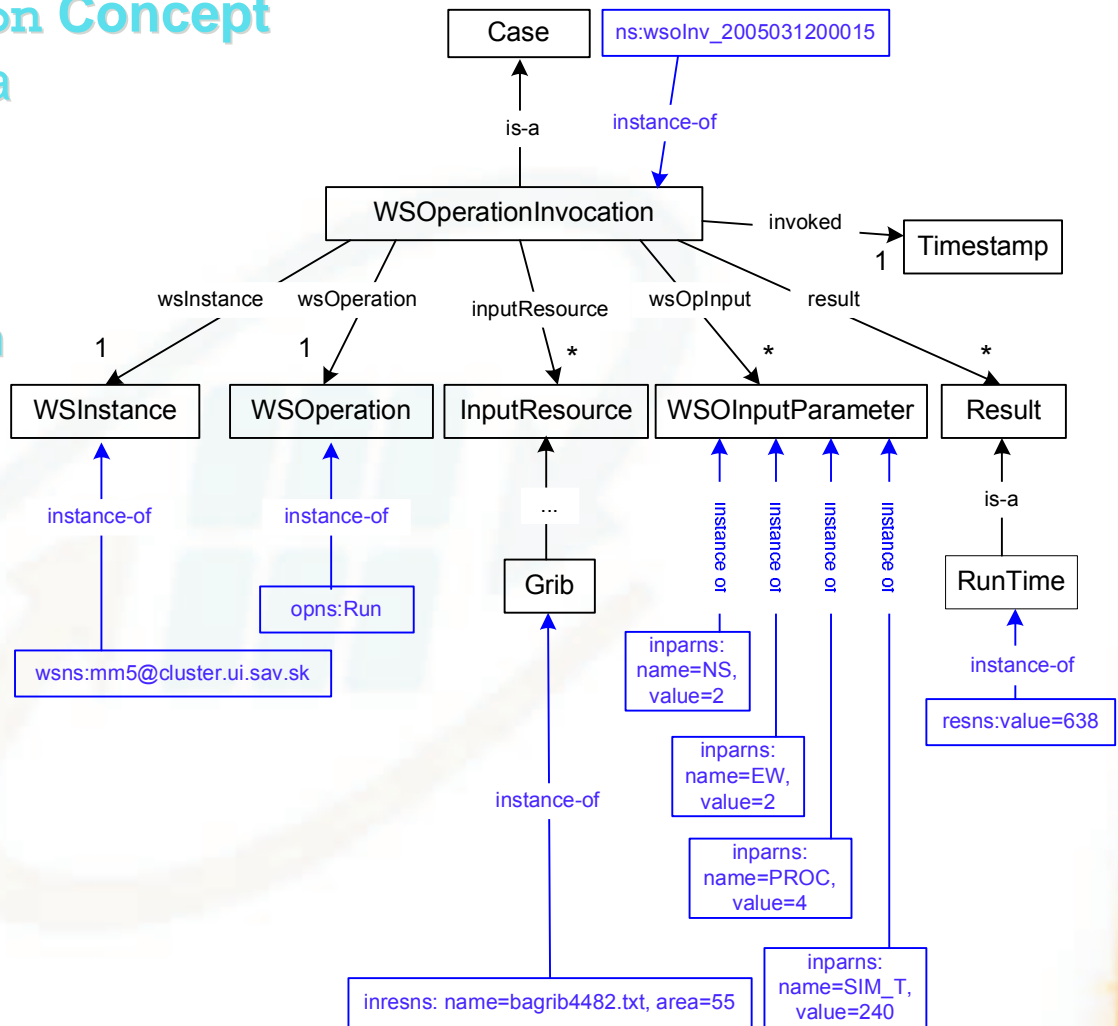 on Concept
a
Case
ns:wsoInv_2005031200015
is-a
instance-of
WSOperationInvocation
invoked
1
Timestamp
wsInstance
wsOperation
inputResource
wsOpInput
result
1
1
*
*
*
WSInstance
WSOperation
InputResource
WSOInputParameter
Result
instance-of
instance-of
...
instance of
instance of
instance of
instance of
is-a
Grib
RunTime
opns:Run
wsns:mm5@cluster.ui.sav.sk
inparns:
name=NS,
value=2
instance-of
resns:value=638
inparns:
name=EW,
value=2
instance-of
inparns:
name=PROC,
value=4
inresns: name=bagrib4482.txt, area=55
inparns:
name=SIM_T,
value=240